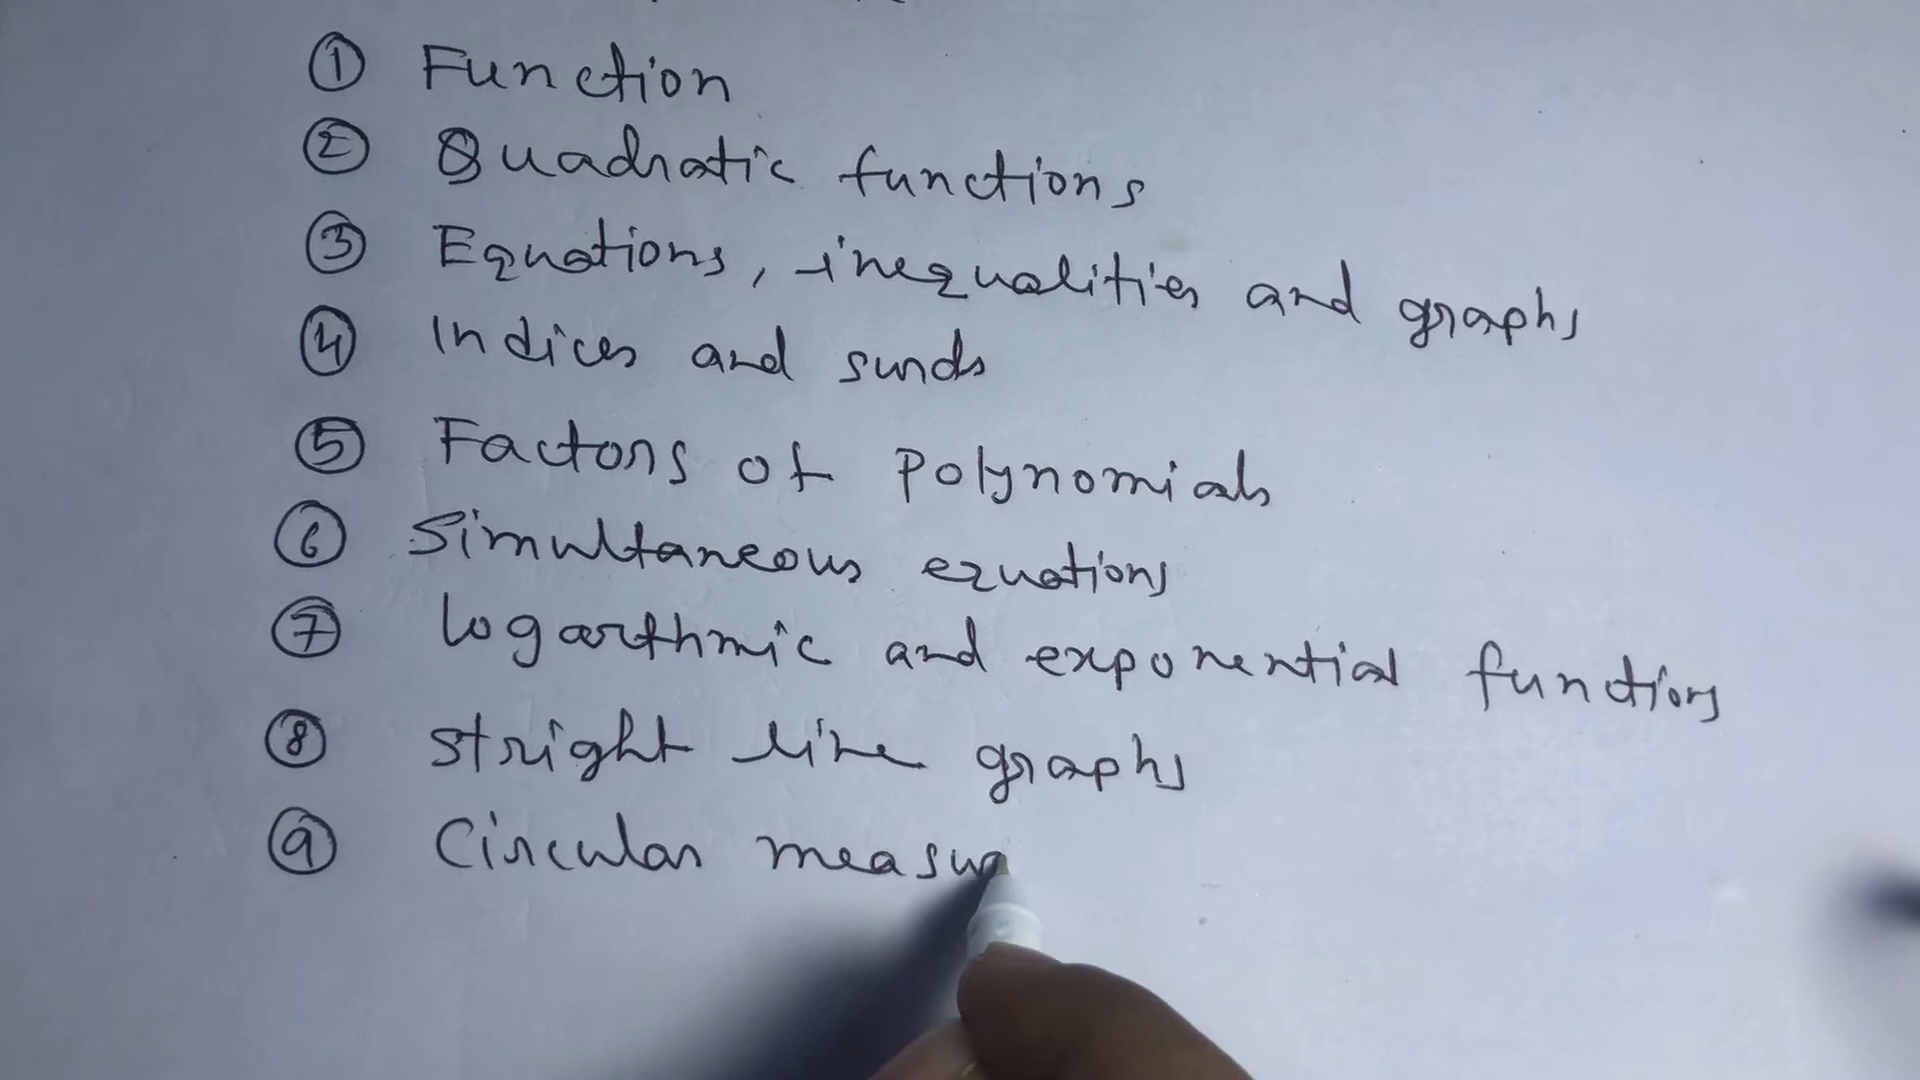 ① Function
② Quadratic functions
③ Equations, inequalities and graphs
④ Indices and surds
⑤ Factors of Polynomials
⑥ Simultaneous equations
⑦ logarthmic and exponential functions
⑧ stright line graphs
⑨ Circular measu